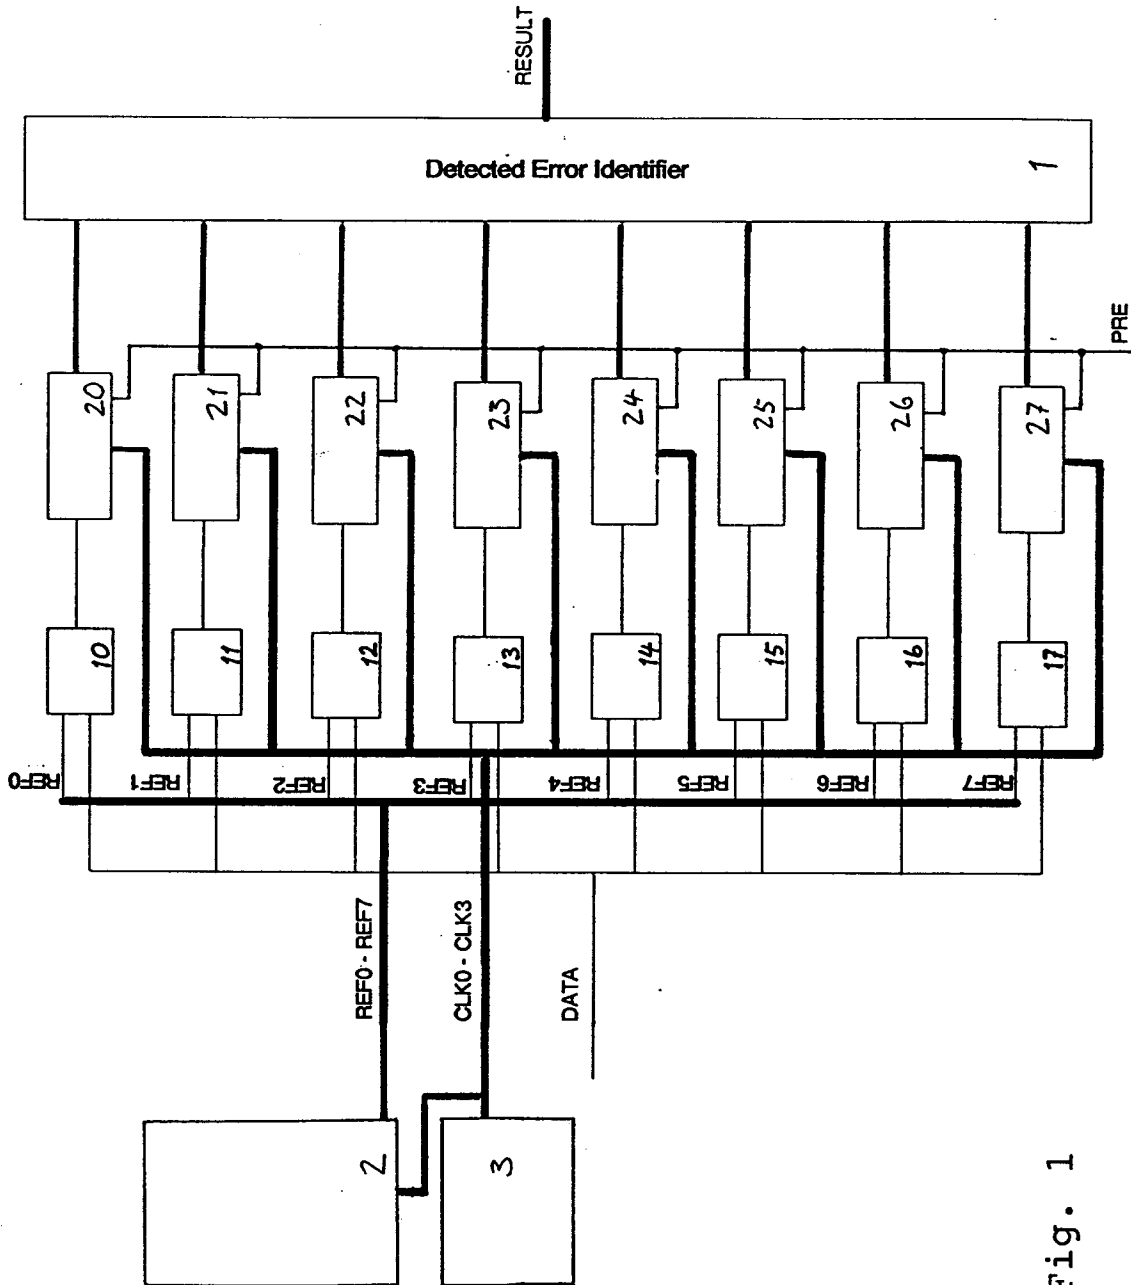 RESULT
Detected Error Identifier
1
PRE
20
21
22
23
24
25
26
27
10
11
12
13
14
15
16
17
REF0
REF1
REF2
REF3
REF4
REF5
REF6
REF7
REF0 - REF7
CLK0 - CLK3
DATA
2
3
Fig. 1